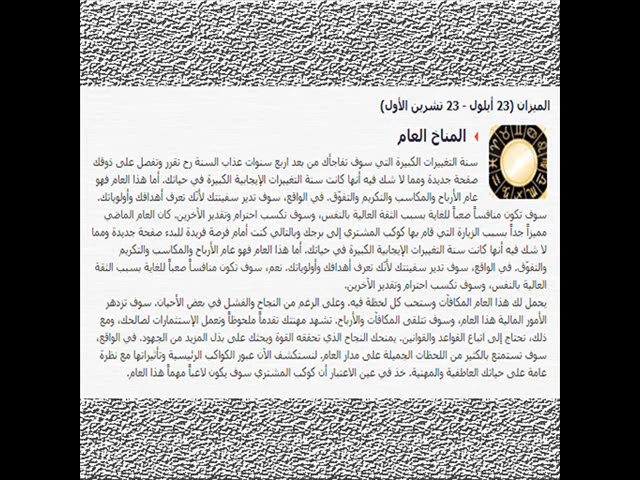 الميزان (23 أيلول - 23 تشرين الأول)
المناخ العام
سنة التغييرات الكبيرة التي سوف تفاجأك من بعد اربع سنوات عذاب السنة رح تقرر وتفصل على ذوقك
صفحة جديدة ومما لا شك فيه أنها كانت سنة التغييرات الإيجابية الكبيرة في حياتك. أما هذا العام فهو
عام الأرباح والمكاسب والتكريم والتفوّق. في الواقع، سوف تدير سفينتك لأنّك تعرف أهدافك وأولوياتك.
سوف تكون منافساً صعباً للغاية بسبب الثقة العالية بالنفس، وسوف تكسب احترام وتقدير الآخرين. كان العام الماضي
مميزاً جداً بسبب الزيارة التي قام بها كوكب المشتري إلى برجك وبالتالي كنت أمام فرصة فريدة للبدء صفحة جديدة ومما
لا شك فيه أنها كانت سنة التغييرات الإيجابية الكبيرة في حياتك. أما هذا العام فهو عام الأرباح والمكاسب والتكريم
والتفوّق. في الواقع، سوف تدير سفينتك لأنّك تعرف أهدافك وأولوياتك. نعم، سوف تكون منافساً صعباً للغاية بسبب الثقة
العالية بالنفس، وسوف تكسب احترام وتقدير الآخرين.
يحمل لك هذا العام المكافآت وستحب كل لحظة فيه. وعلى الرغم من النجاح والفشل في بعض الأحيان. سوف تزدهر
الأمور المالية هذا العام، وسوف تتلقى المكافآت والأرباح. تشهد مهنتك تقدماً ملحوظاً وتعمل الإستثمارات لصالحك، ومع
ذلك، تحتاج إلى اتباع القواعد والقوانين. يمنحك النجاح الذي تحققه القوة ويحثك على بذل المزيد من الجهود. في الواقع،
سوف تستمتع بالكثير من اللحظات الجميلة على مدار العام. لنستكشف الآن عبور الكواكب الرئيسية وتأثيراتها مع نظرة
عامة على حياتك العاطفية والمهنية. خذ في عين الاعتبار أن كوكب المشتري سوف يكون لاعباً مهماً هذا العام.